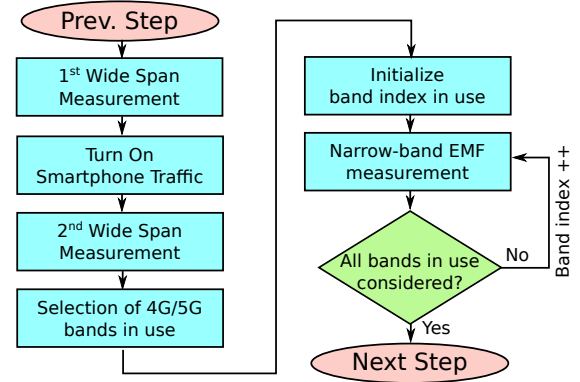 Prev. Step
1st Wide Span
Measurement
Turn On
Smartphone Traffic
2nd Wide Span
Measurement
Selection of 4G/5G
bands in use
Initialize
band index in use
Narrow-band EMF
measurement
All bands in use
considered?
No
Band index ++
Yes
Next Step